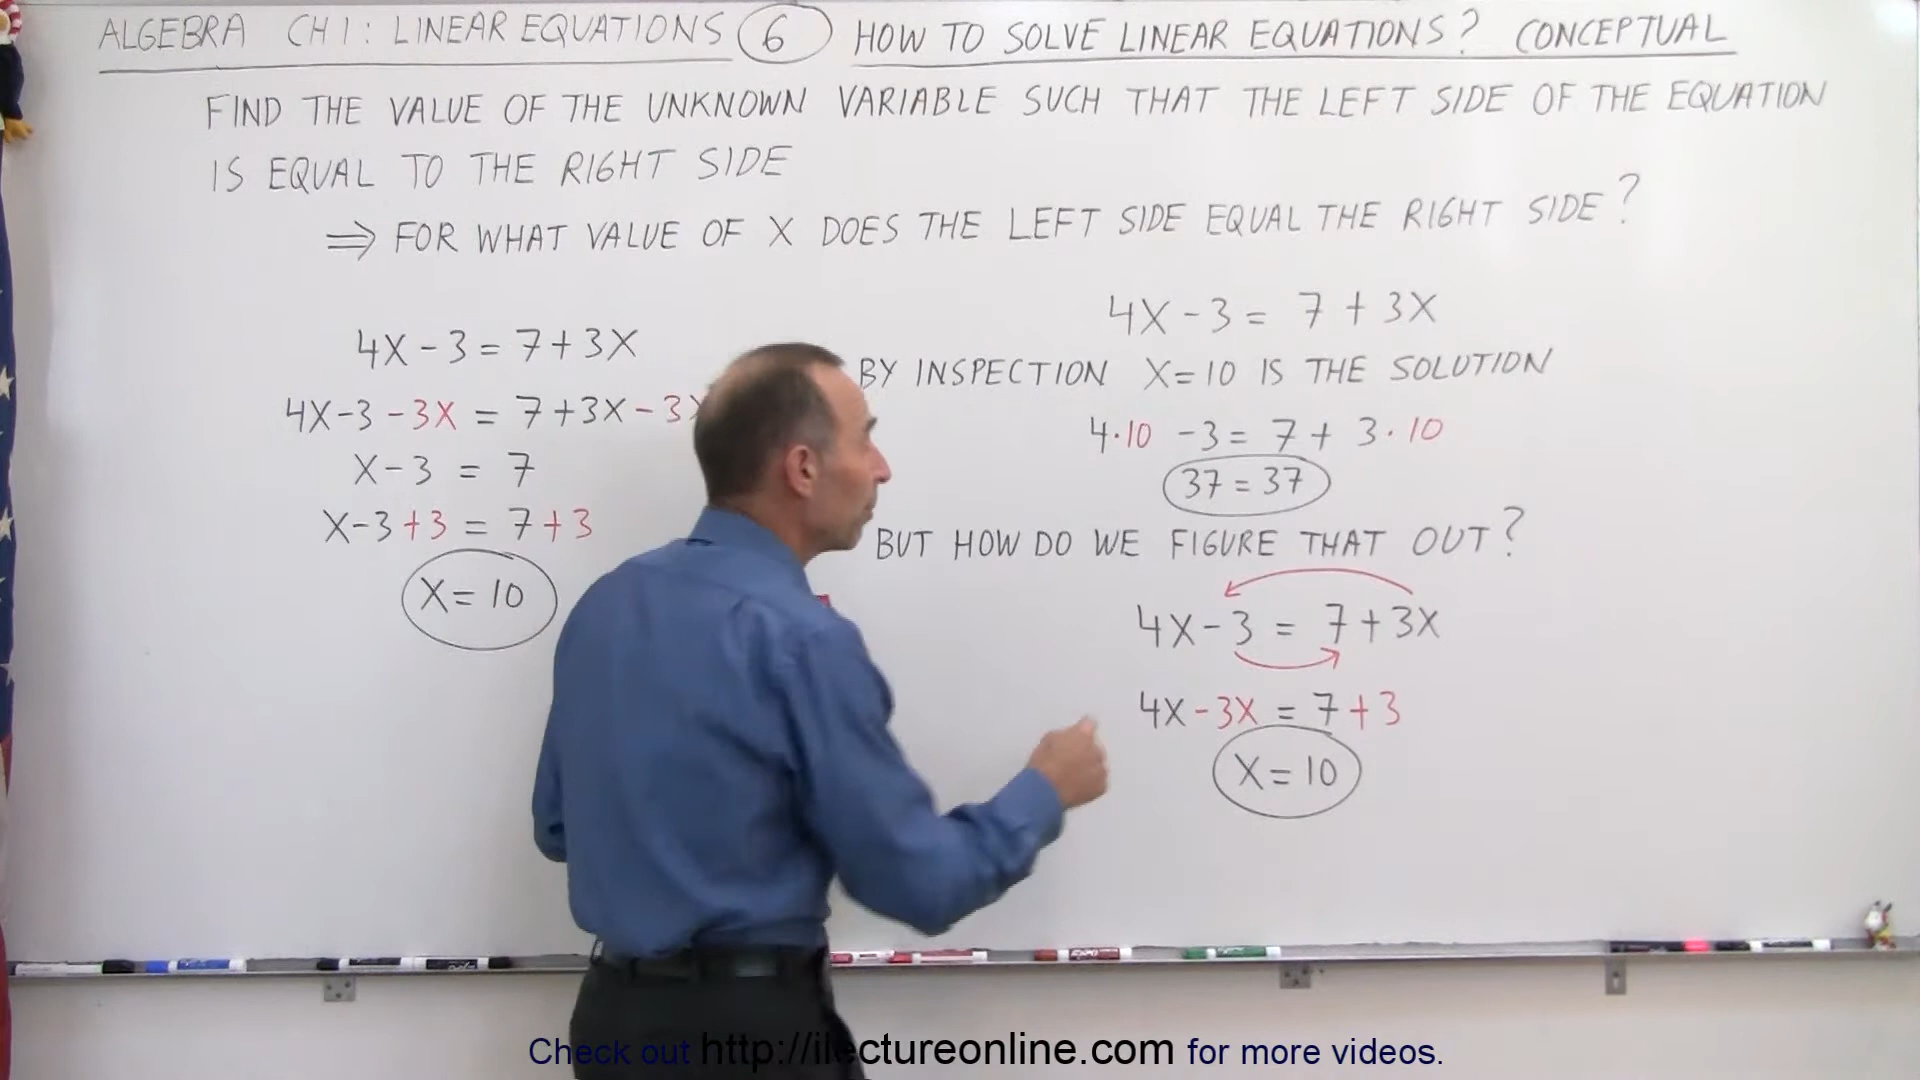 ALGEBRA CH 1: LINEAR EQUATIONS 6 HOW TO SOLVE LINEAR EQUATIONS? CONCEPTUAL
FIND THE VALUE OF THE UNKNOWN VARIABLE SUCH THAT THE LEFT SIDE OF THE EQUATION
IS EQUAL TO THE RIGHT SIDE
⇒ FOR WHAT VALUE OF X DOES THE LEFT SIDE EQUAL THE RIGHT SIDE?
4X - 3 = 7 + 3X
4X - 3 - 3X = 7 + 3X - 3X
X - 3 = 7
X - 3 + 3 = 7 + 3
X = 10
4X - 3 = 7 + 3X
BY INSPECTION X = 10 IS THE SOLUTION
4 · 10 - 3 = 7 + 3 · 10
37 = 37
BUT HOW DO WE FIGURE THAT OUT?
4X - 3 = 7 + 3X
4X - 3X = 7 + 3
X = 10
Check out http://ilectureonline.com for more videos.